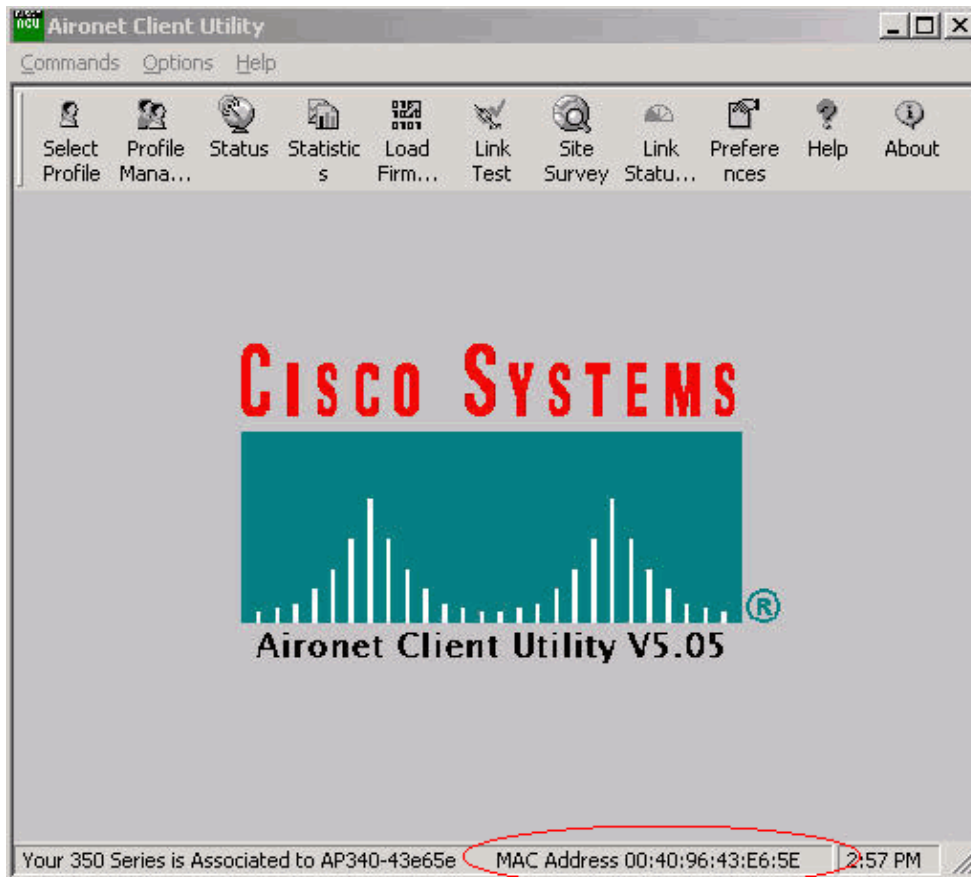 Aironet Client Utility
Commands Options Help
Select Profile
Profile Mana...
Status
Statistic s
Load Firm...
Link Test
Site Survey
Link Statu...
Prefere nces
Help
About
CISCO SYSTEMS
®
Aironet Client Utility V5.05
Your 350 Series is Associated to AP340-43e65e MAC Address 00:40:96:43:E6:5E 2:57 PM